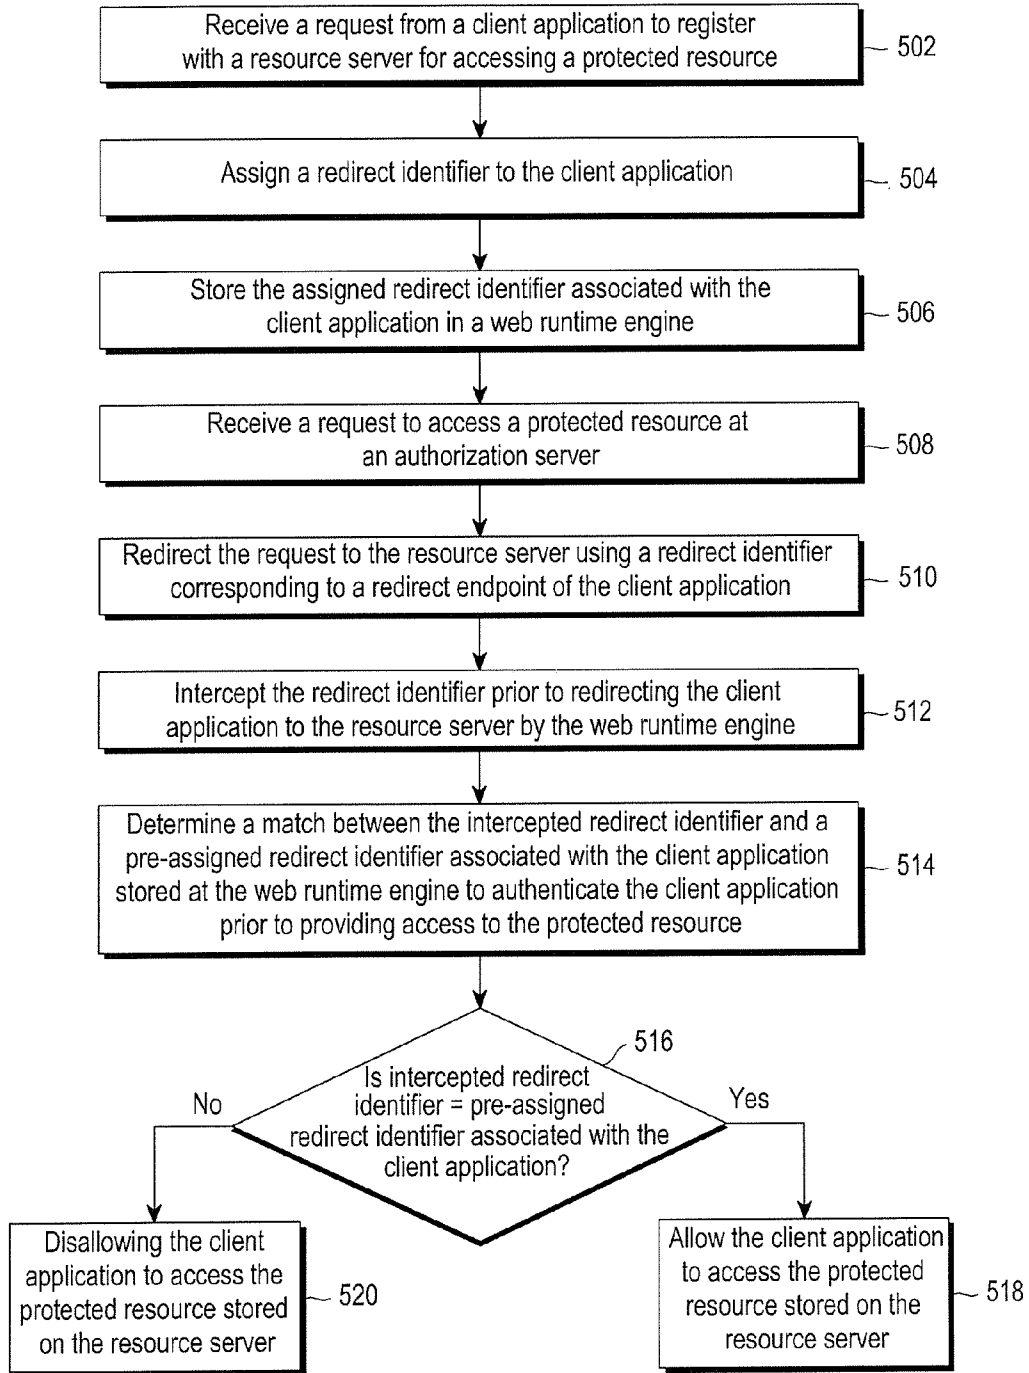 Receive a request from a client application to register
with a resource server for accessing a protected resource
502
Assign a redirect identifier to the client application
504
Store the assigned redirect identifier associated with the
client application in a web runtime engine
506
Receive a request to access a protected resource at
an authorization server
508
Redirect the request to the resource server using a redirect identifier
corresponding to a redirect endpoint of the client application
510
Intercept the redirect identifier prior to redirecting the client
application to the resource server by the web runtime engine
512
Determine a match between the intercepted redirect identifier and a
pre-assigned redirect identifier associated with the client application
stored at the web runtime engine to authenticate the client application
prior to providing access to the protected resource
514
516
Is intercepted redirect
identifier = pre-assigned
redirect identifier associated with the
client application?
No
Yes
Disallowing the client
application to access the
protected resource stored
on the resource server
520
Allow the client application
to access the protected
resource stored on the
resource server
518